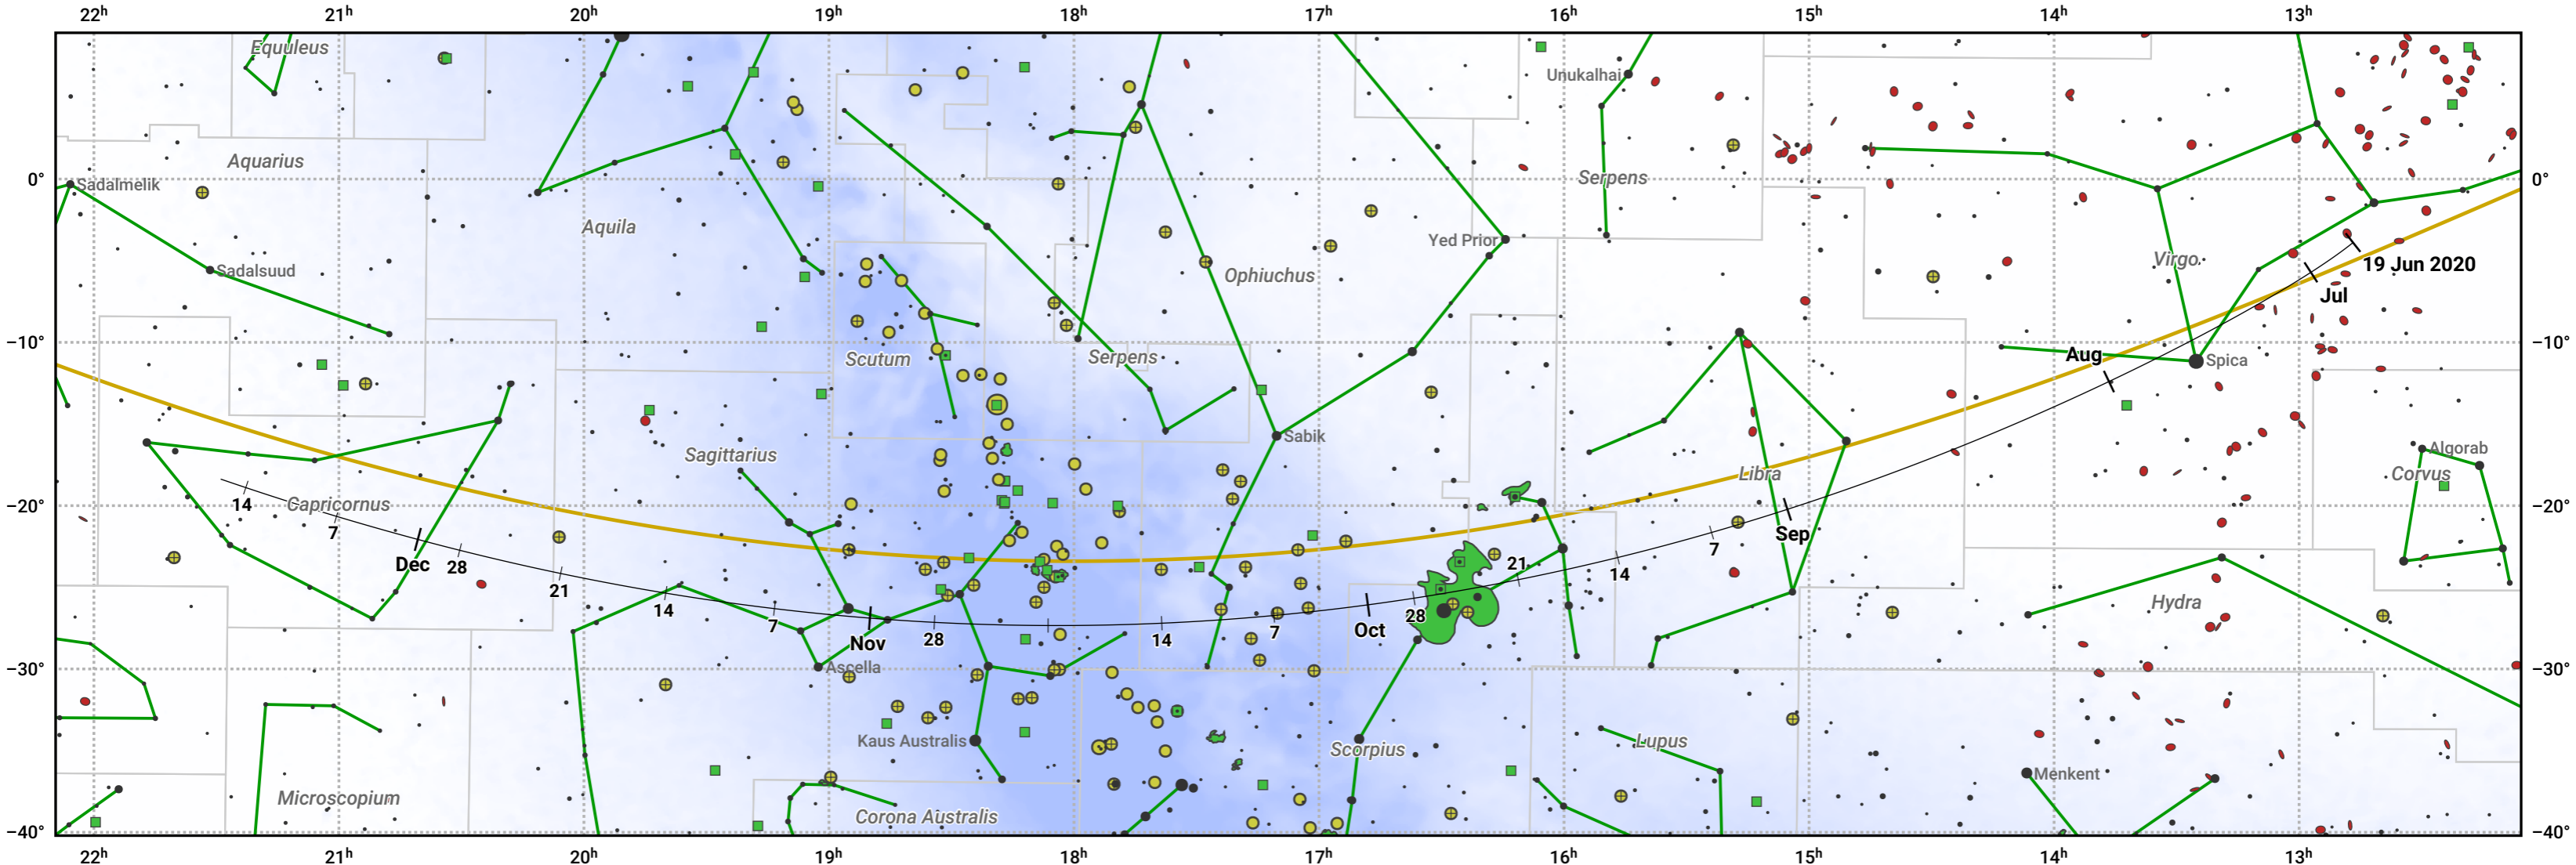 22h 21h 20h 19h 18h 17h 16h 15h 14h 13h
Equuleus
Unukalhai
Aquarius
0° Sadalmelik Serpens 0°
Aquila
Yed Prior
Sadalsuud Ophiuchus Virgo 19 Jun 2020
Jul
−10° Scutum Serpens Aug Spica −10°
Sabik Algorab
Sagittarius Libra Corvus
14 Capricornus
−20° −20°
7 Sep
Dec 28 21 7
21 14 14
7 28 14 7 Oct 28 Hydra
Nov
−30° Ascella −30°
Kaus Australis Scorpius Lupus
Menkent
Microscopium
Corona Australis
−40° −40°
22h 21h 20h 19h 18h 17h 16h 15h 14h 13h